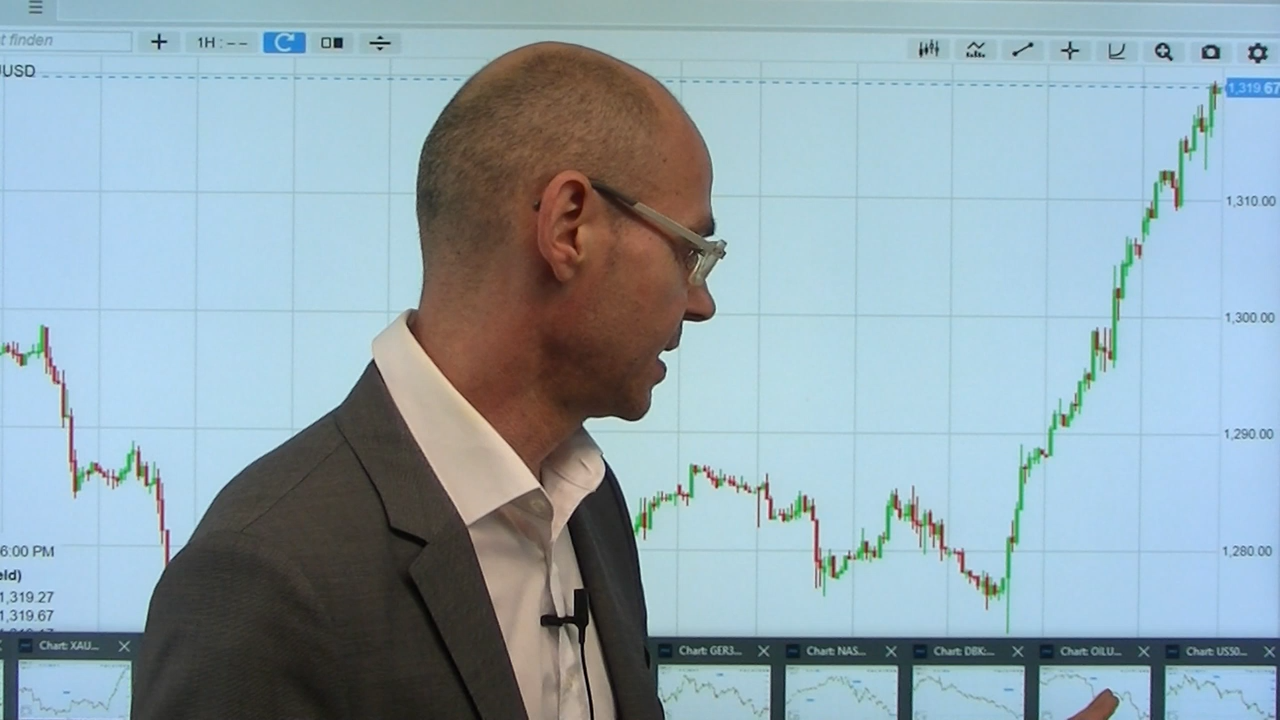 t finden
1H : – –
USD
1,319 67
1,310.00
1,300.00
1,290.00
1,280.00
6:00 PM
eld)
1,319.27
1,319.67
Chart: XAU...
Chart: GER3...
Chart: NAS...
Chart: DBK:...
Chart: OILU...
Chart: US50...